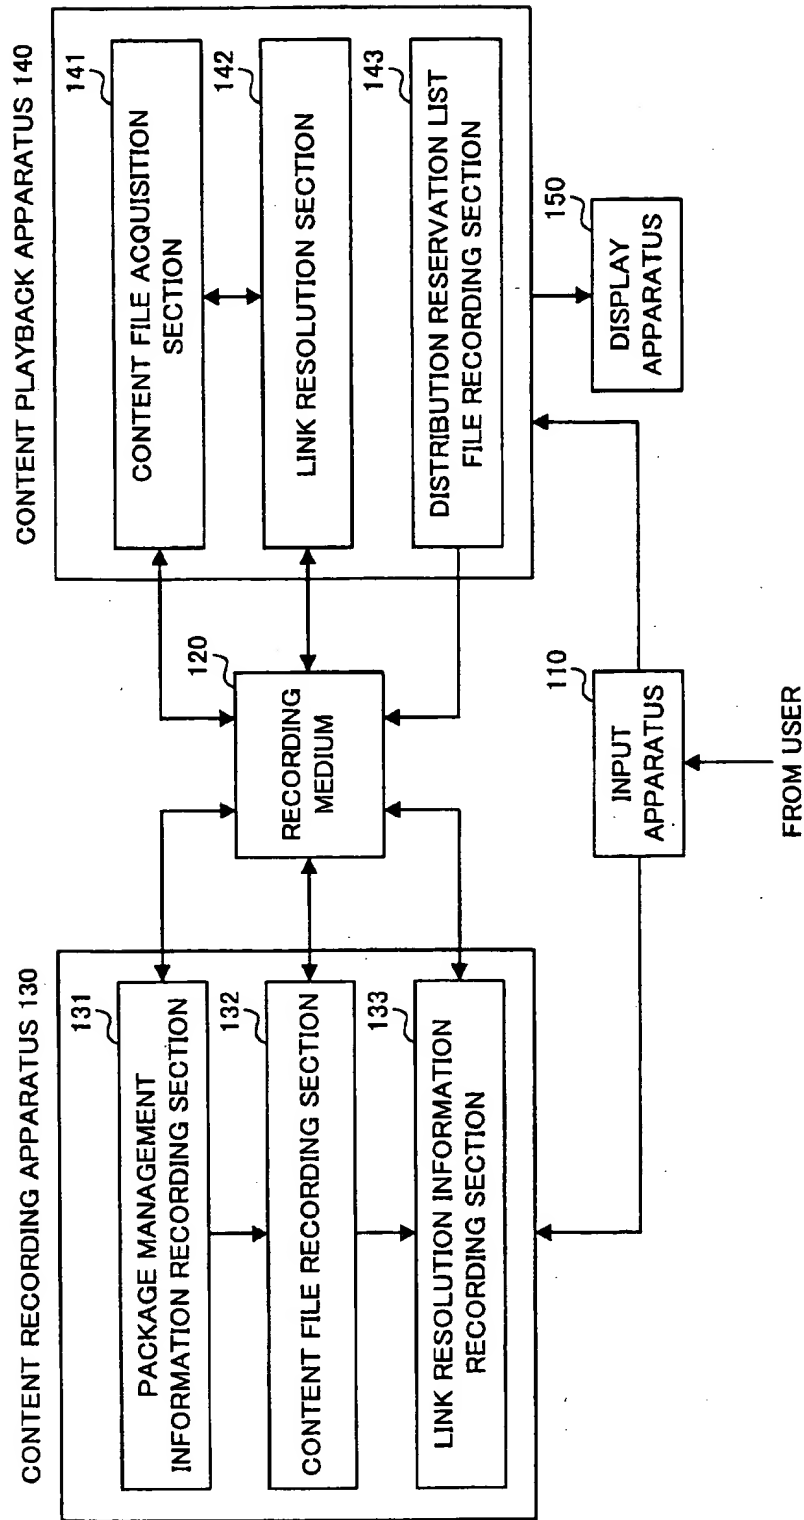 CONTENT RECORDING APPARATUS 130
131
PACKAGE MANAGEMENT
INFORMATION RECORDING SECTION
132
CONTENT FILE RECORDING SECTION
133
LINK RESOLUTION INFORMATION
RECORDING SECTION
120
RECORDING
MEDIUM
CONTENT PLAYBACK APPARATUS 140
141
CONTENT FILE ACQUISITION
SECTION
142
LINK RESOLUTION SECTION
143
DISTRIBUTION RESERVATION LIST
FILE RECORDING SECTION
110
INPUT
APPARATUS
FROM USER
150
DISPLAY
APPARATUS